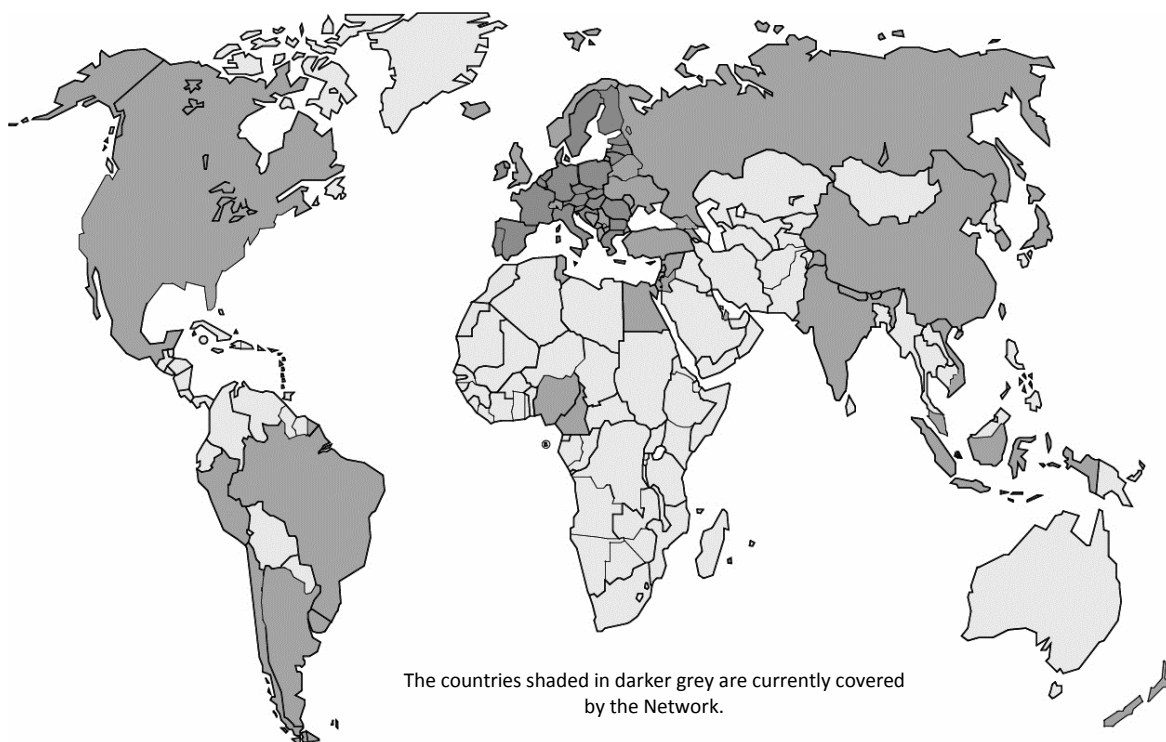 The countries shaded in darker grey are currently covered
by the Network.